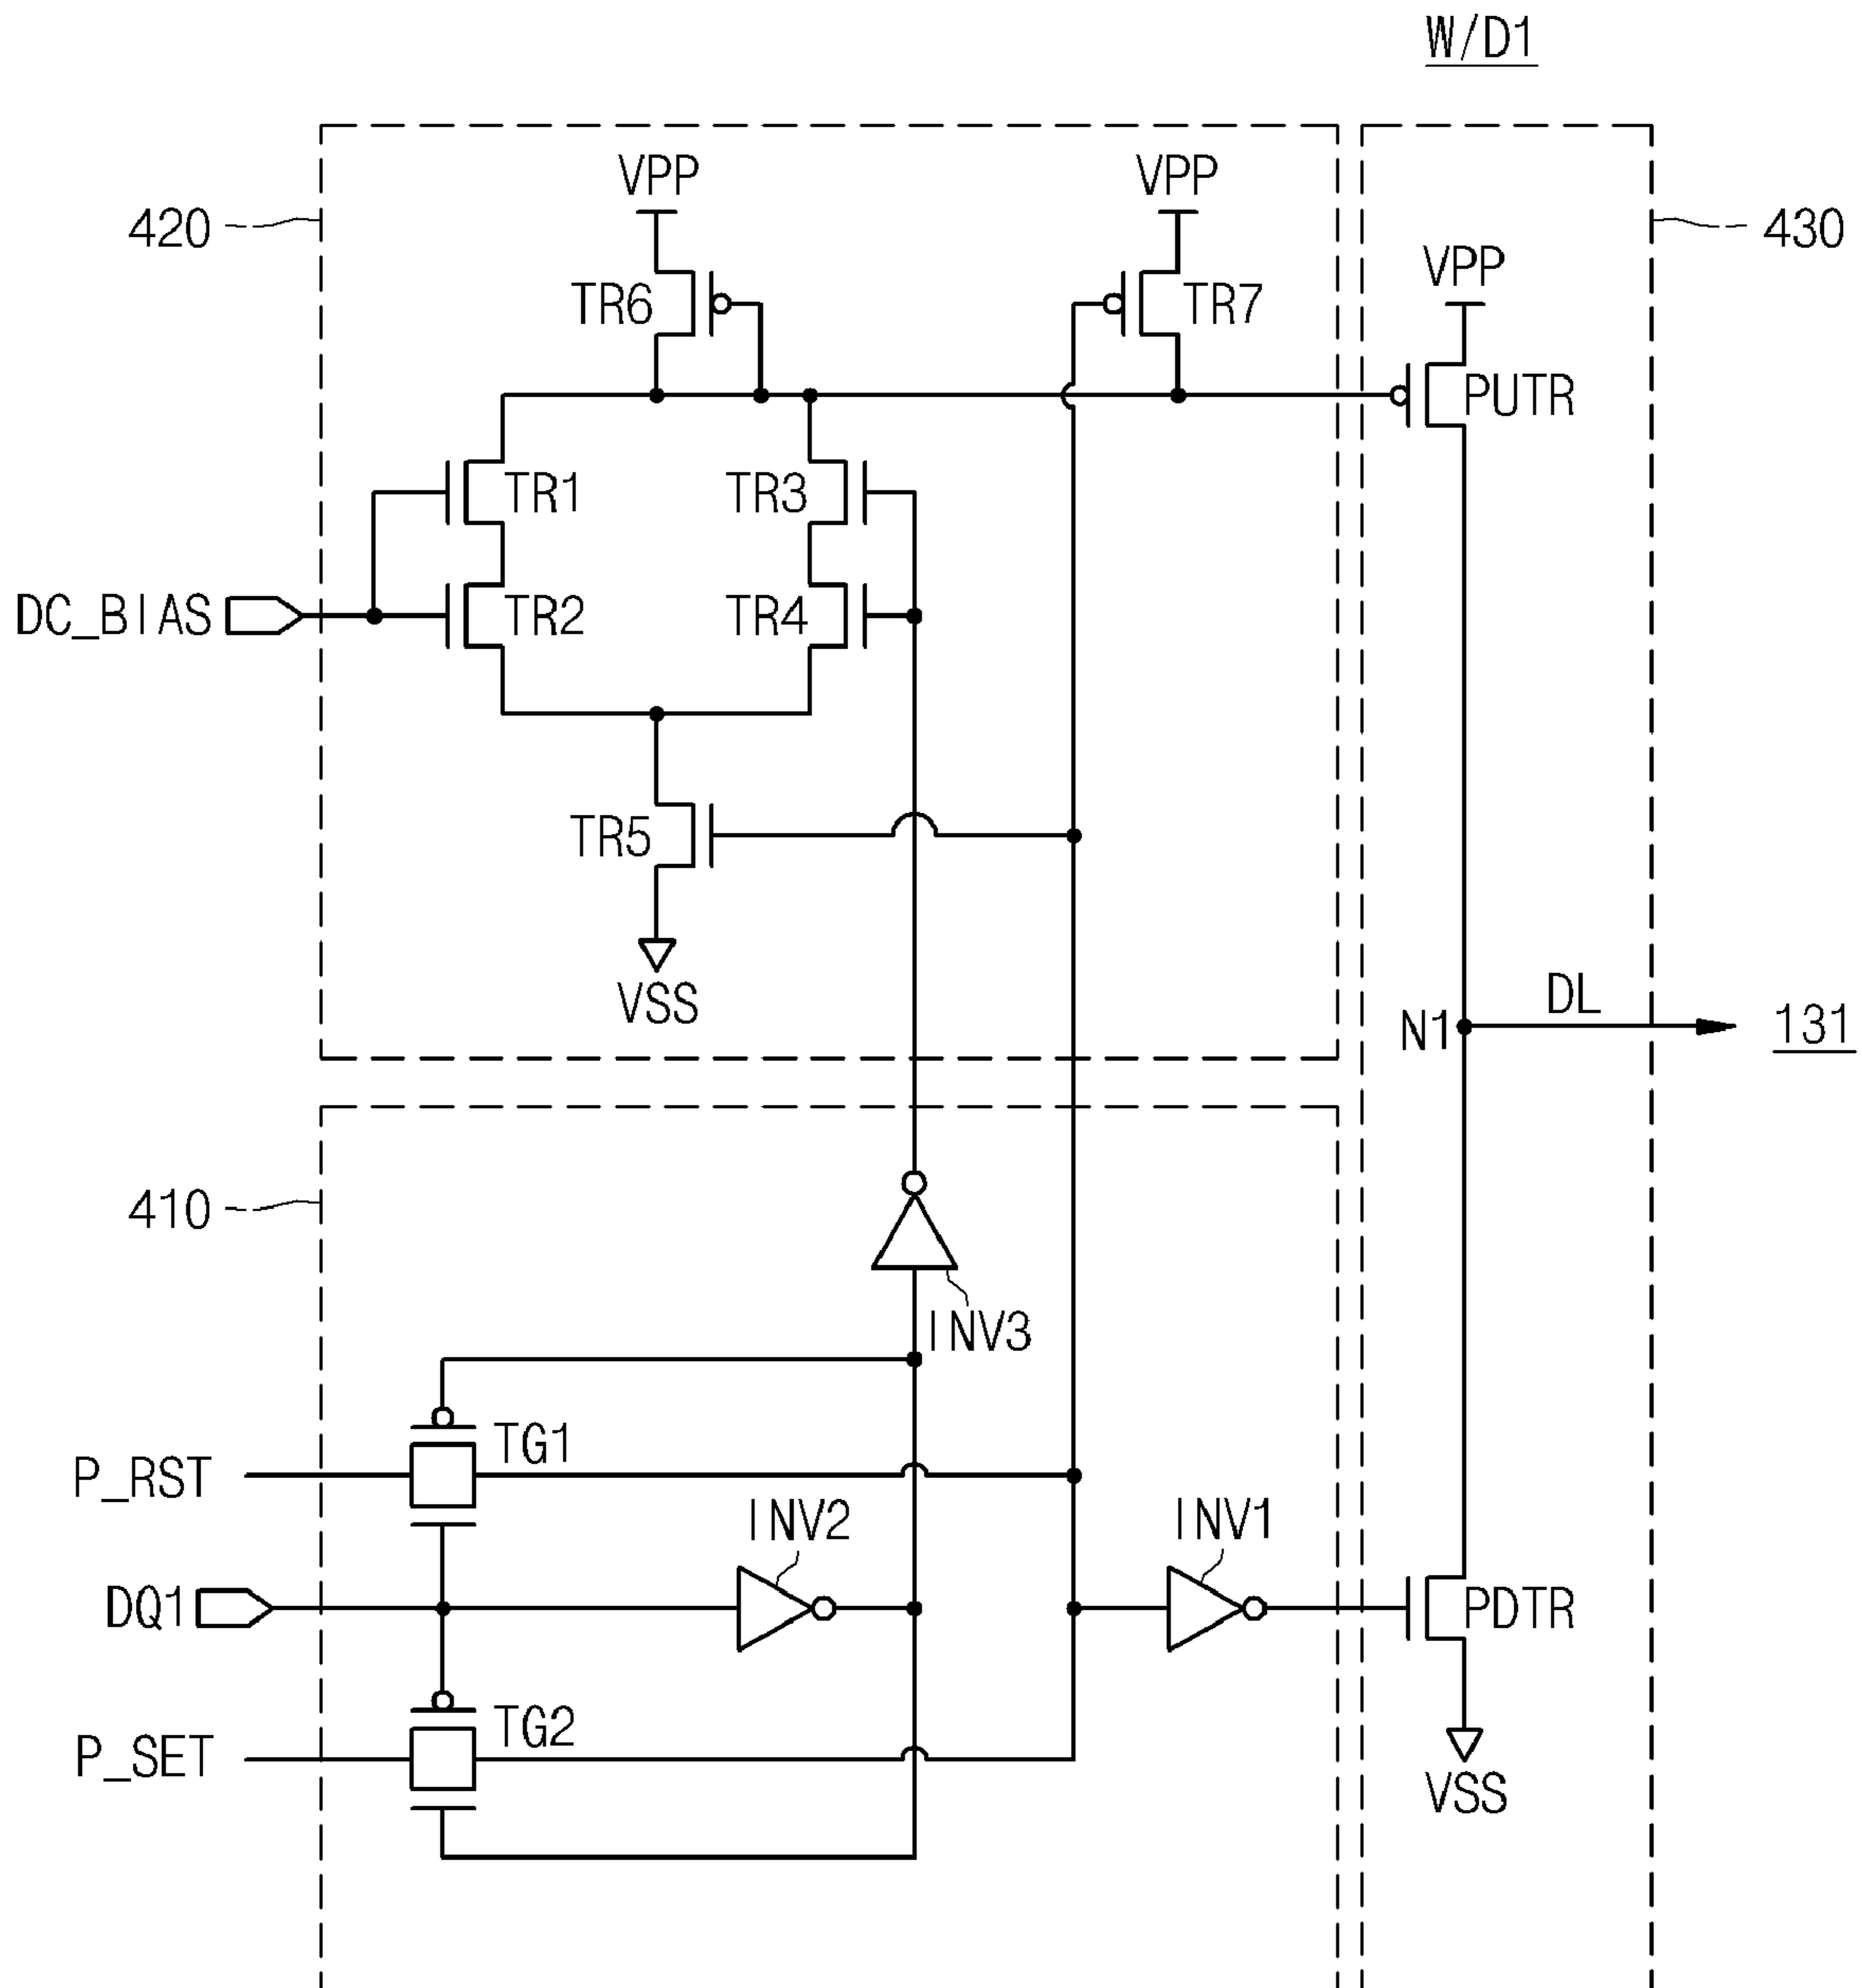 W/D1
VPP
VPP
420
430
VPP
TR6
TR7
PUTR
TR1
TR3
DC_BIAS
TR2
TR4
TR5
VSS
DL
N1
131
410
INV3
TG1
P_RST
INV2
INV1
DQ1
PDTR
TG2
P_SET
VSS